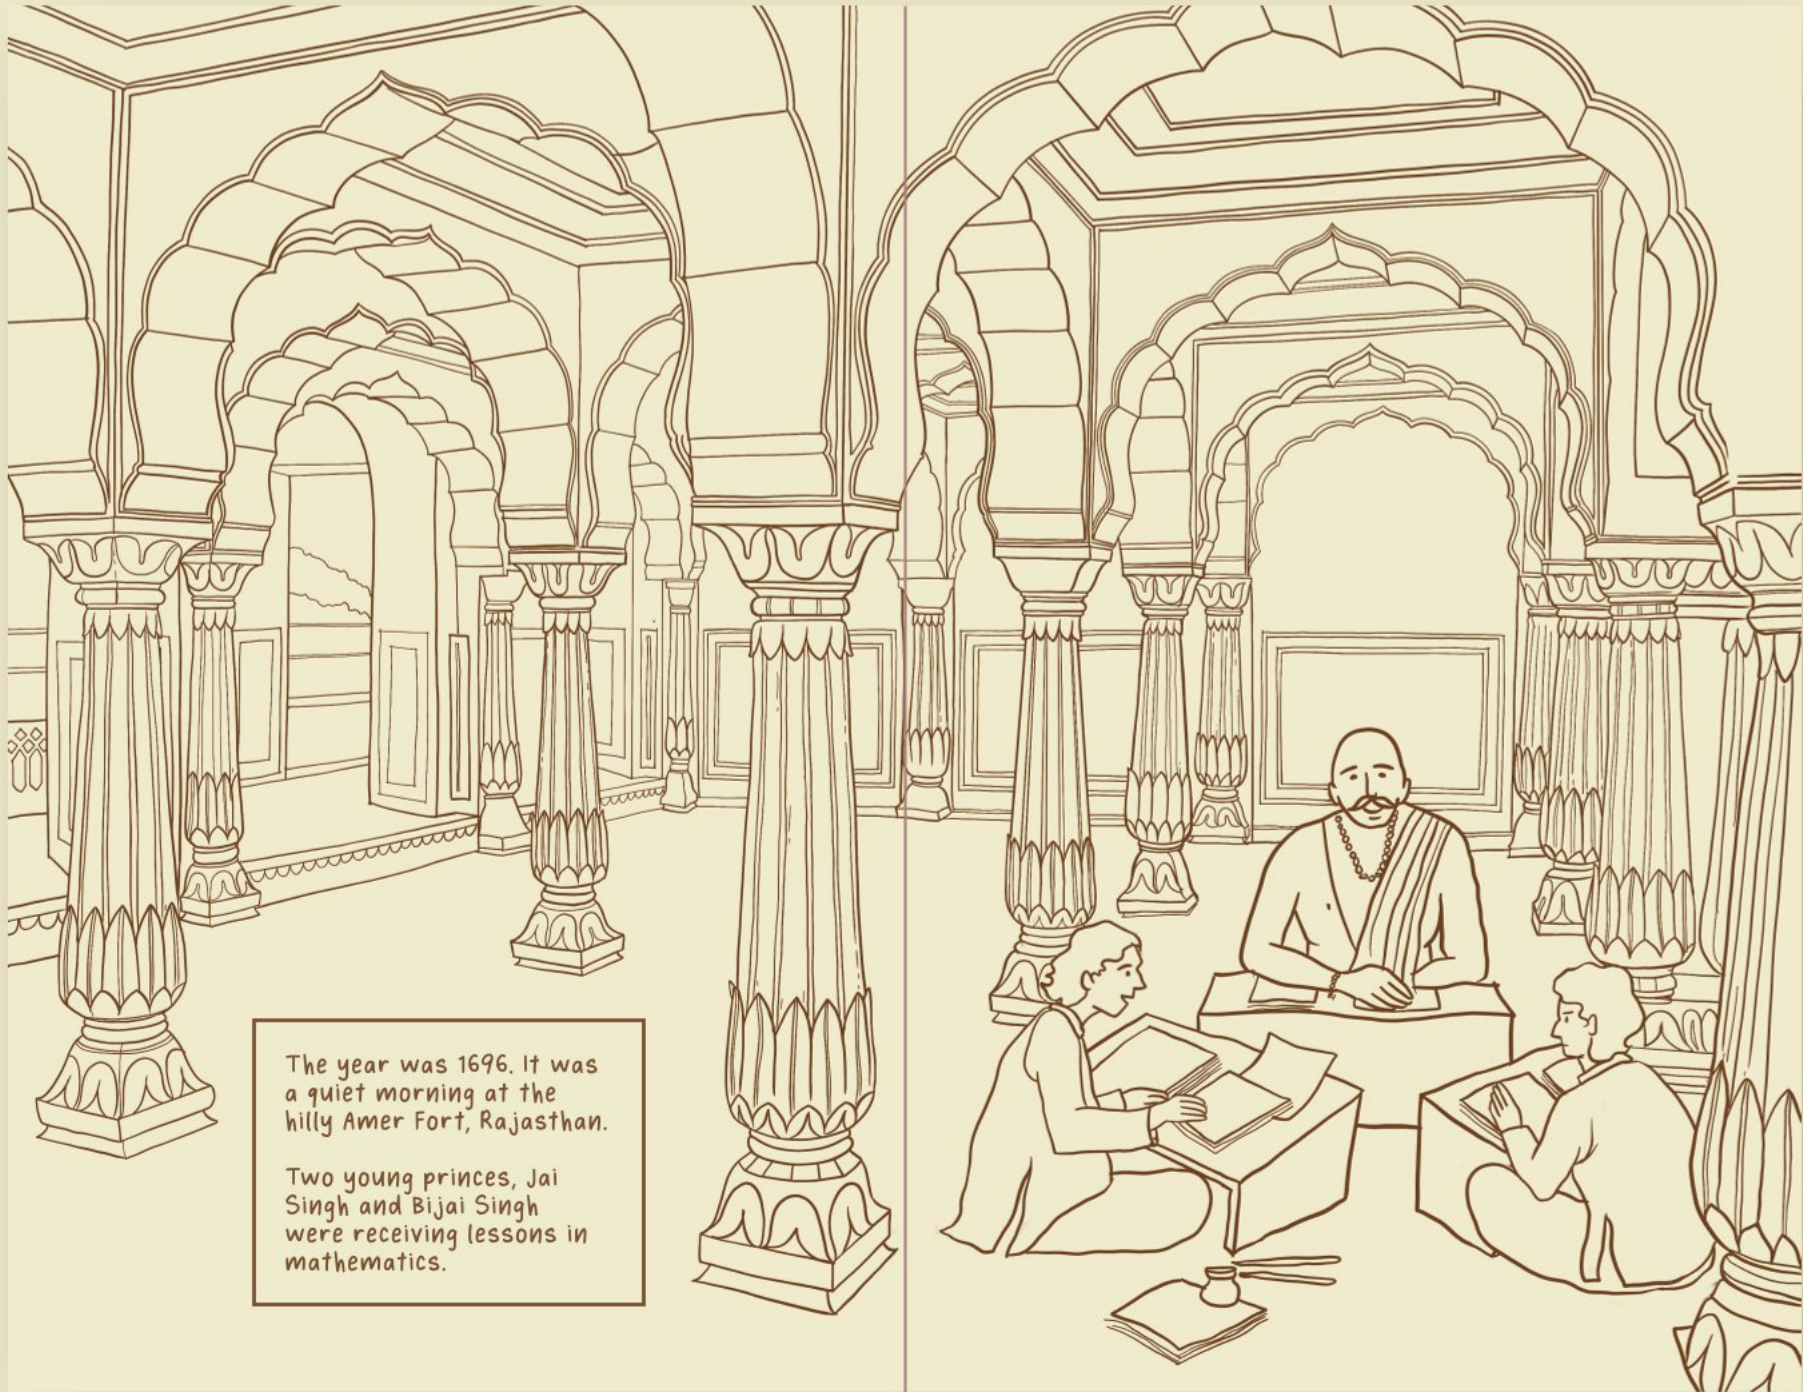 The year was 1696. It was
a quiet morning at the
hilly Amer Fort, Rajasthan.
Two young princes, Jai
Singh and Bijai Singh
were receiving lessons in
mathematics.